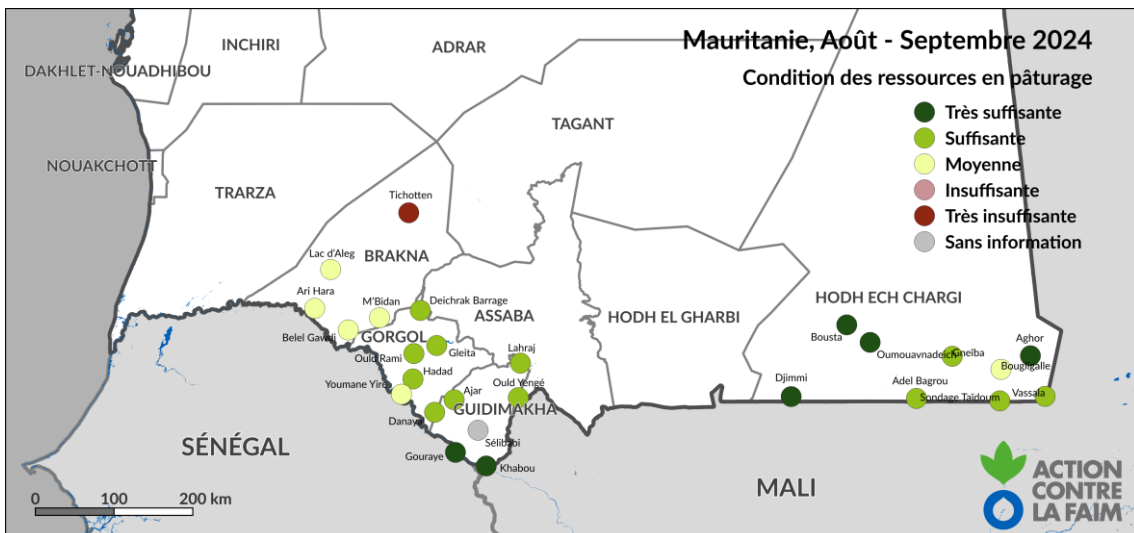 Mauritanie, Août - Septembre 2024
Condition des ressources en pâturage
Très suffisante
Suffisante
Moyenne
Insuffisante
Très insuffisante
Sans information
INCHIRI
ADRAR
DAKHLET-NOUADHIBOU
TAGANT
NOUAKCHOTT
TRARZA
Tichotten
Lac d'Aleg
BRAKNA
Ari Hara
M'Bidan
Deichrak Barrage
HODH ECH CHARGI
ASSABA
HODH EL GHARBI
Belel Gawdi
GORGOL
Gleita
Lahraj
Bousta
Oumouavnadeich
Gneiba
Aghor
Ould Rami
Bougligalle
Hadad
Djimmi
Youmane Yire
Ajar
Ould Yengé
Adel Bagrou
Sondage Taïdoum
Vassala
GUIDIMAKHA
Danayal
Sélibabi
Gouraye
Khabou
SÉNÉGAL
MALI
0 100 200 km
ACTION
CONTRE
LA FAIM